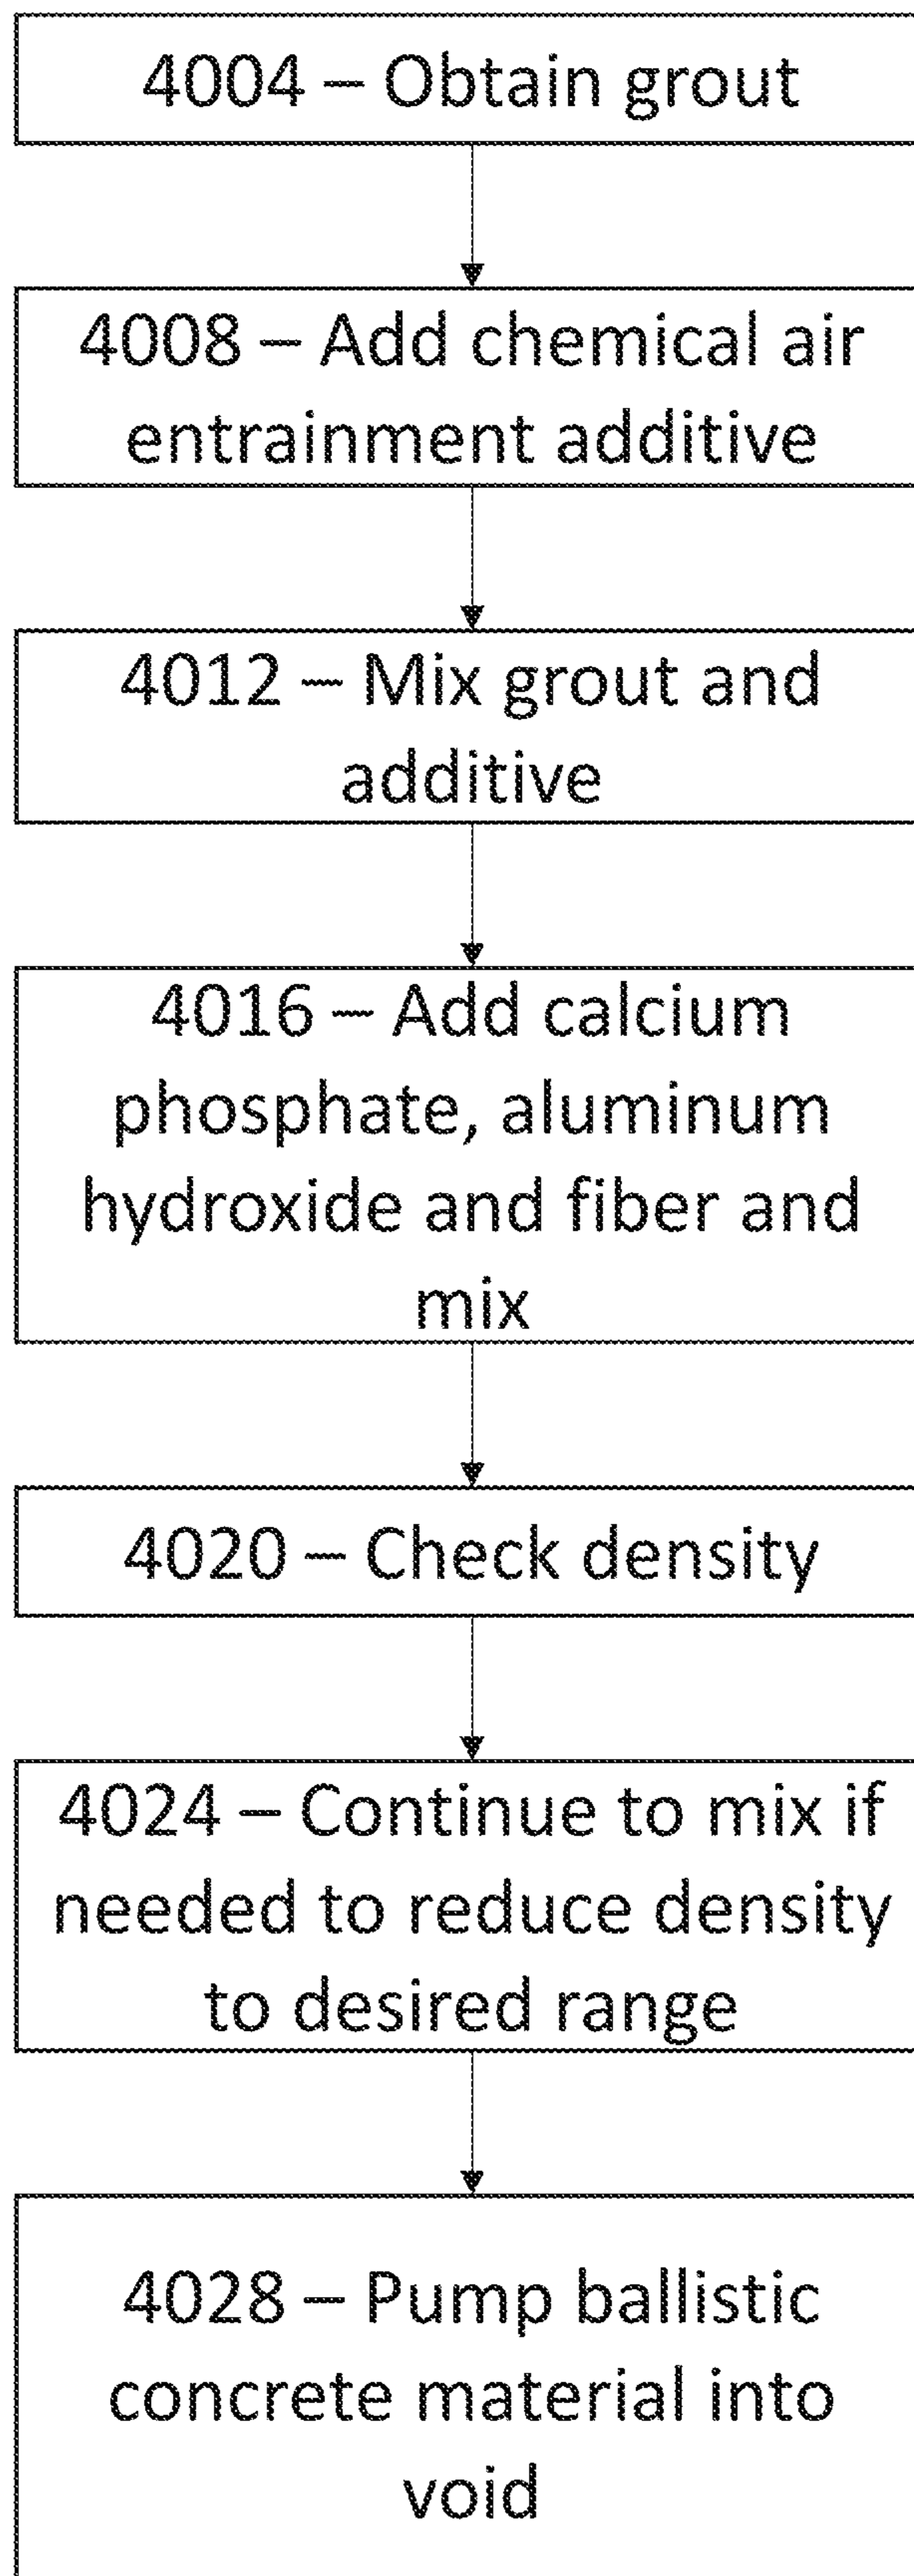 4004 – Obtain grout
4008 – Add chemical air
entrainment additive
4012 – Mix grout and
additive
4016 – Add calcium
phosphate, aluminum
hydroxide and fiber and
mix
4020 – Check density
4024 – Continue to mix if
needed to reduce density
to desired range
4028 – Pump ballistic
concrete material into
void